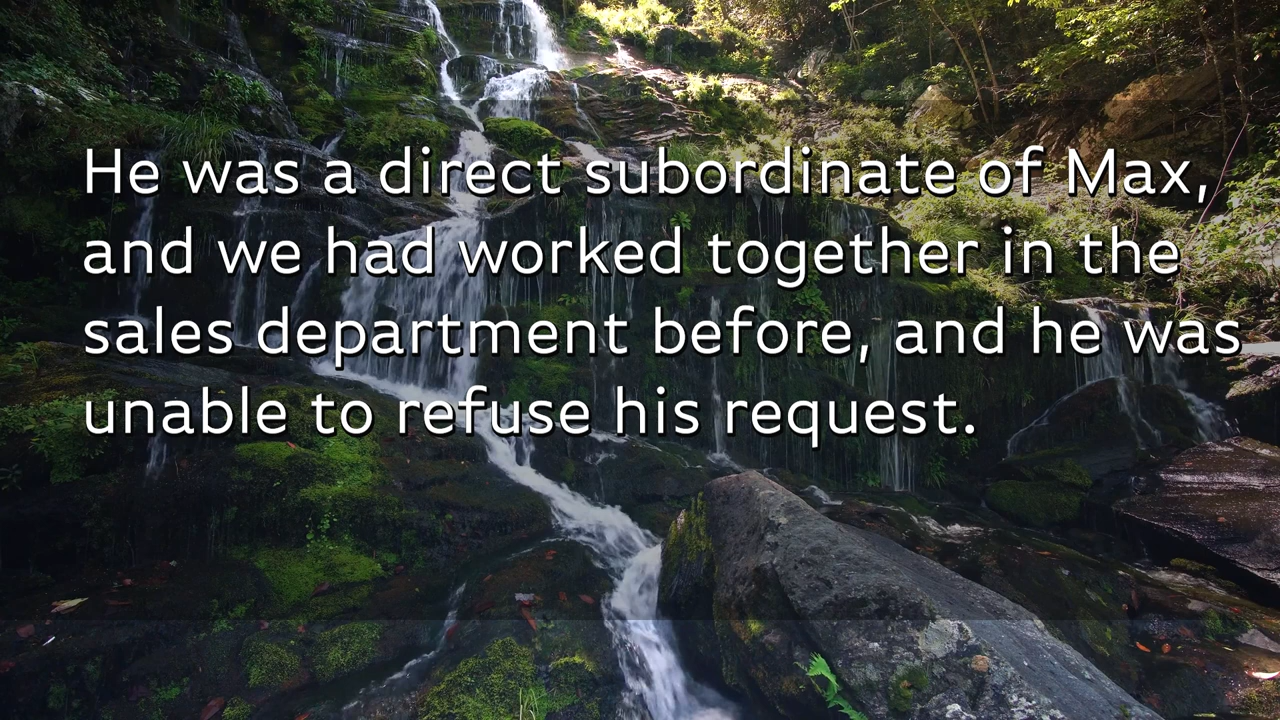 He was a direct subordinate of Max,
and we had worked together in the
sales department before, and he was
unable to refuse his request.